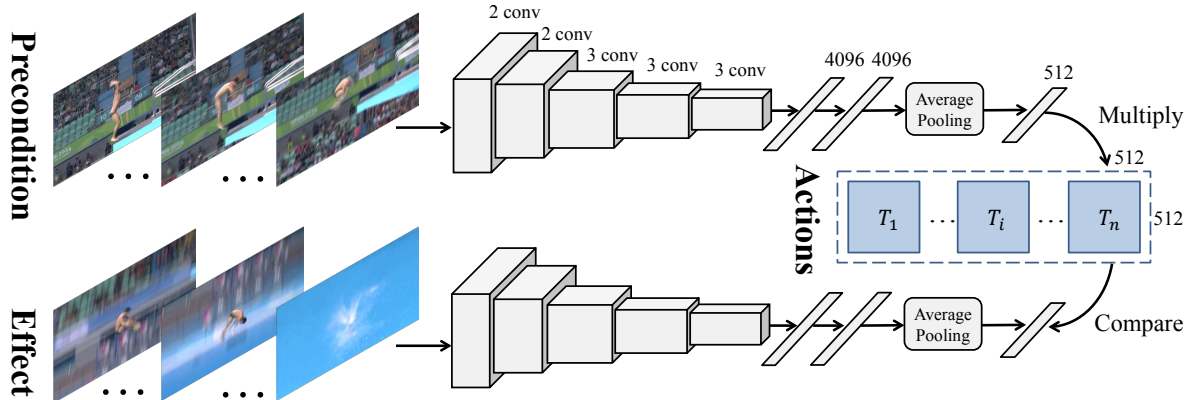 Precondition
2 conv
2 conv
3 conv
3 conv
3 conv
4096 4096
Average
Pooling
512
Multiply
Actions
512
T₁ ... Tᵢ ... Tₙ
512
Effect
Average
Pooling
Compare